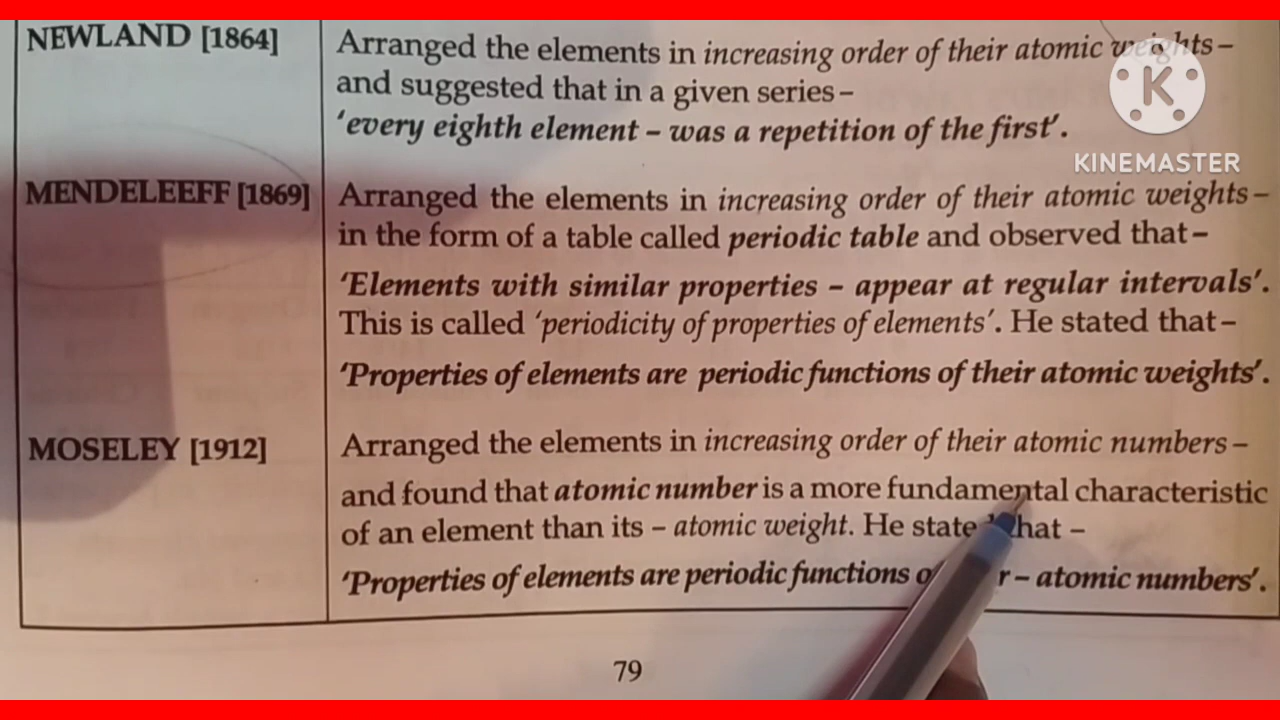 NEWLAND [1864]
Arranged the elements in increasing order of their atomic weights –
and suggested that in a given series –
'every eighth element – was a repetition of the first'.
K
KINEMASTER
MENDELEEFF [1869]
Arranged the elements in increasing order of their atomic weights –
in the form of a table called periodic table and observed that –
'Elements with similar properties – appear at regular intervals'.
This is called 'periodicity of properties of elements'. He stated that –
'Properties of elements are periodic functions of their atomic weights'.
MOSELEY [1912]
Arranged the elements in increasing order of their atomic numbers –
and found that atomic number is a more fundamental characteristic
of an element than its – atomic weight. He stated that –
'Properties of elements are periodic functions – atomic numbers'.
79